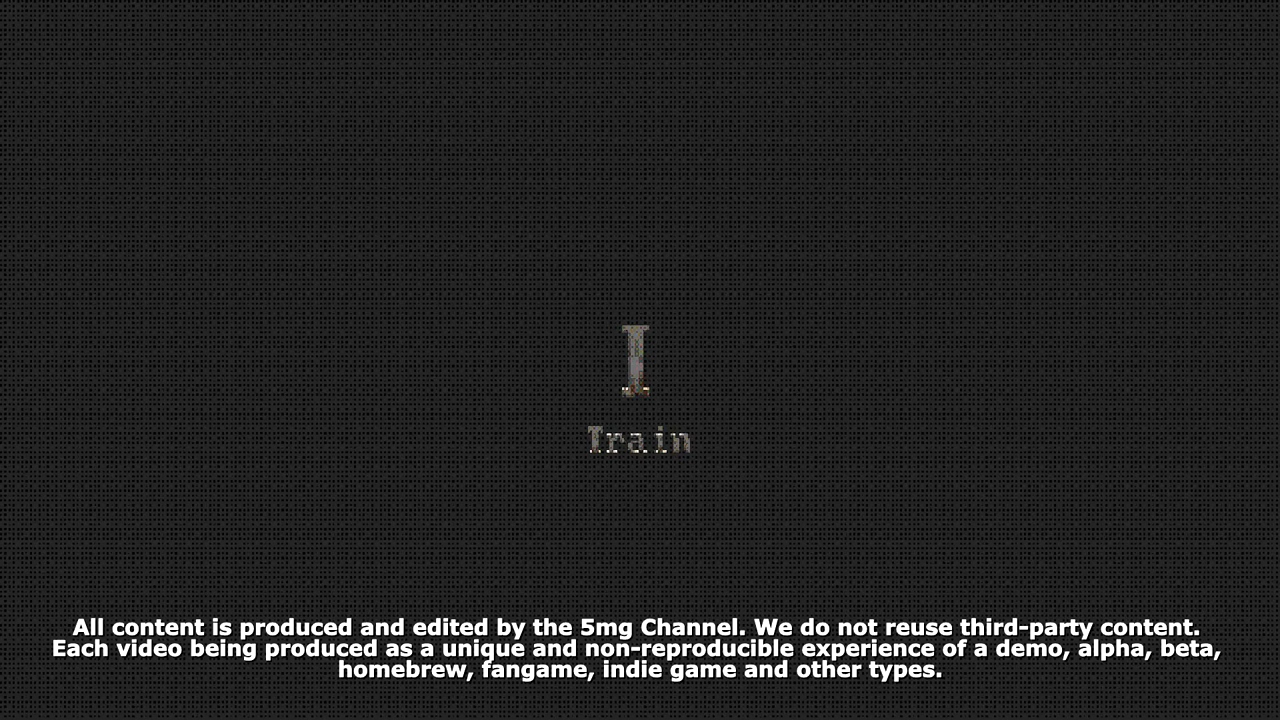 I
Train
All content is produced and edited by the 5mg Channel. We do not reuse third-party content.
Each video being produced as a unique and non-reproducible experience of a demo, alpha, beta,
homebrew, fangame, indie game and other types.